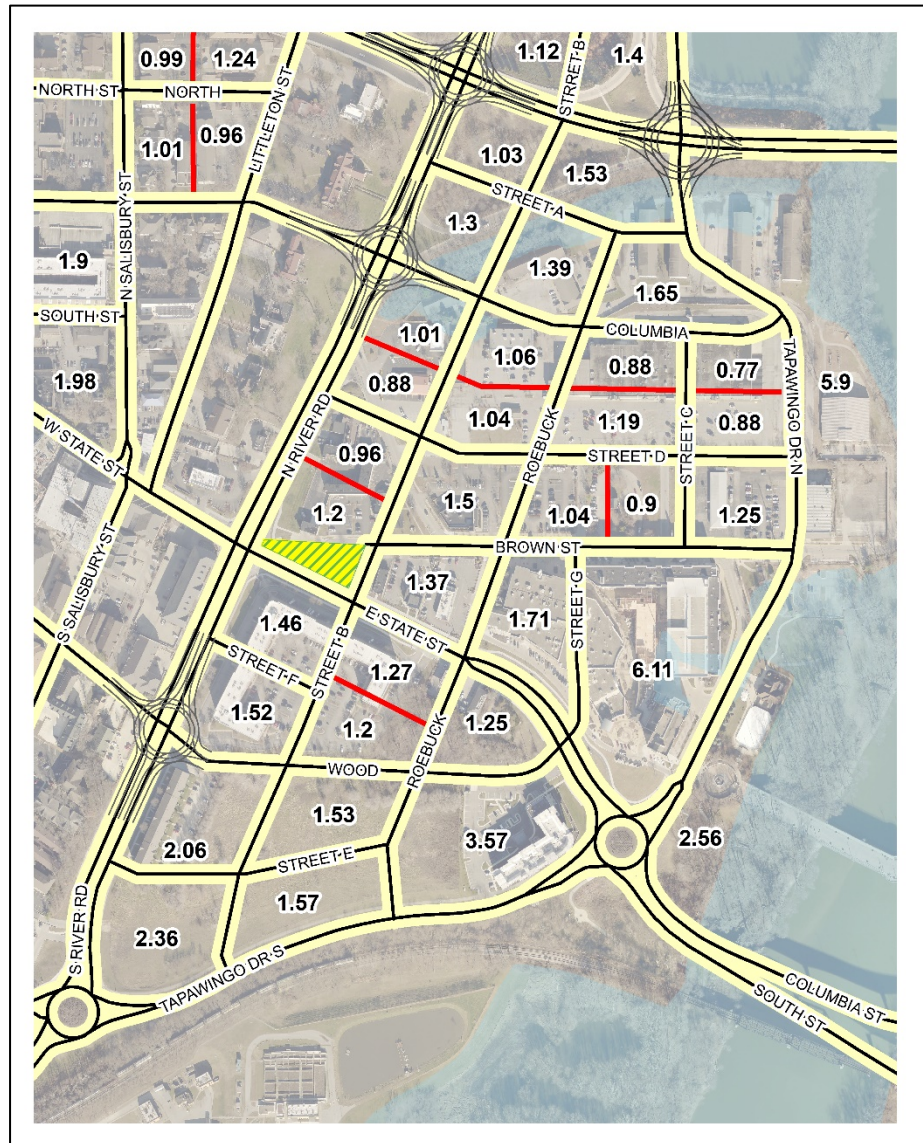 0.99
1.24
1.12
STRRET B
1.4
NORTH ST
NORTH
LITTLETON ST
1.01
0.96
N SALISBURY ST
1.03
1.53
STREET A
1.3
1.9
1.39
1.65
SOUTH ST
COLUMBIA
1.01
1.06
0.88
0.77
TAPAWINGO DR N
5.9
1.98
0.88
N RIVER RD
1.04
ROEBUCK
1.19
STREET C
0.88
W STATE ST
0.96
STREET D
1.2
1.5
1.04
0.9
1.25
BROWN ST
S SALISBURY ST
1.37
E STATE ST
1.71
STREET G
1.46
STREET B
STREET F
1.27
6.11
1.52
1.2
ROEBUCK
1.25
WOOD
1.53
3.57
2.56
2.06
STREET E
S RIVER RD
2.36
1.57
TAPAWINGO DR S
COLUMBIA ST
SOUTH ST